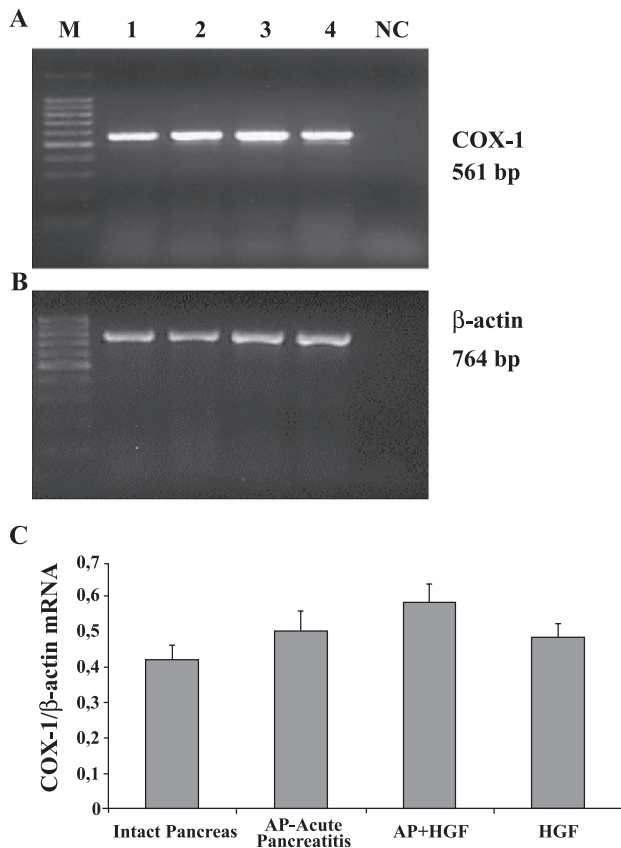 A
M 1 2 3 4 NC
COX-1
561 bp
B
β-actin
764 bp
C
COX-1/β-actin mRNA
0,7
0,6
0,5
0,4
0,3
0,2
0,1
0
Intact Pancreas
AP-Acute
Pancreatitis
AP+HGF
HGF